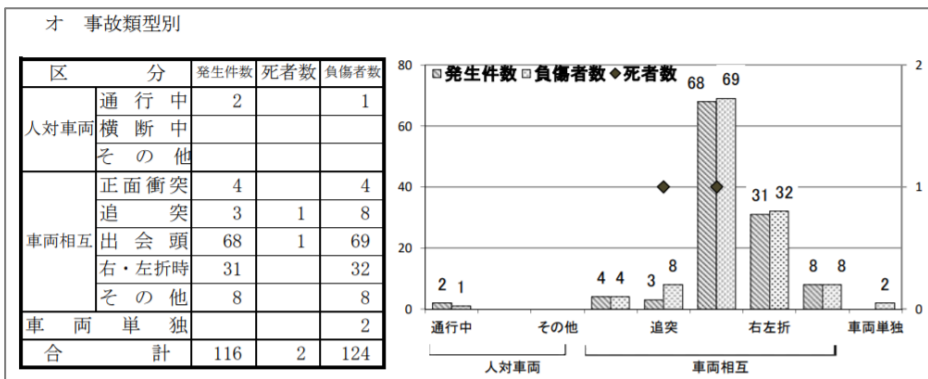 オ 事故類型別
区 分 発生件数 死者数 負傷者数
人対車両 通行中 2 1
横断中
その他
車両相互 正面衝突 4 4
追突 3 1 8
出会頭 68 1 69
右・左折時 31 32
その他 8 8
車両単独 2
合計 116 2 124
発生件数 負傷者数 死者数
80 2
60
40 1
20
0 0
2 1 4 4 3 8 68 69 31 32 8 8 2
通行中 その他 追突 右左折 車両単独
人対車両 車両相互